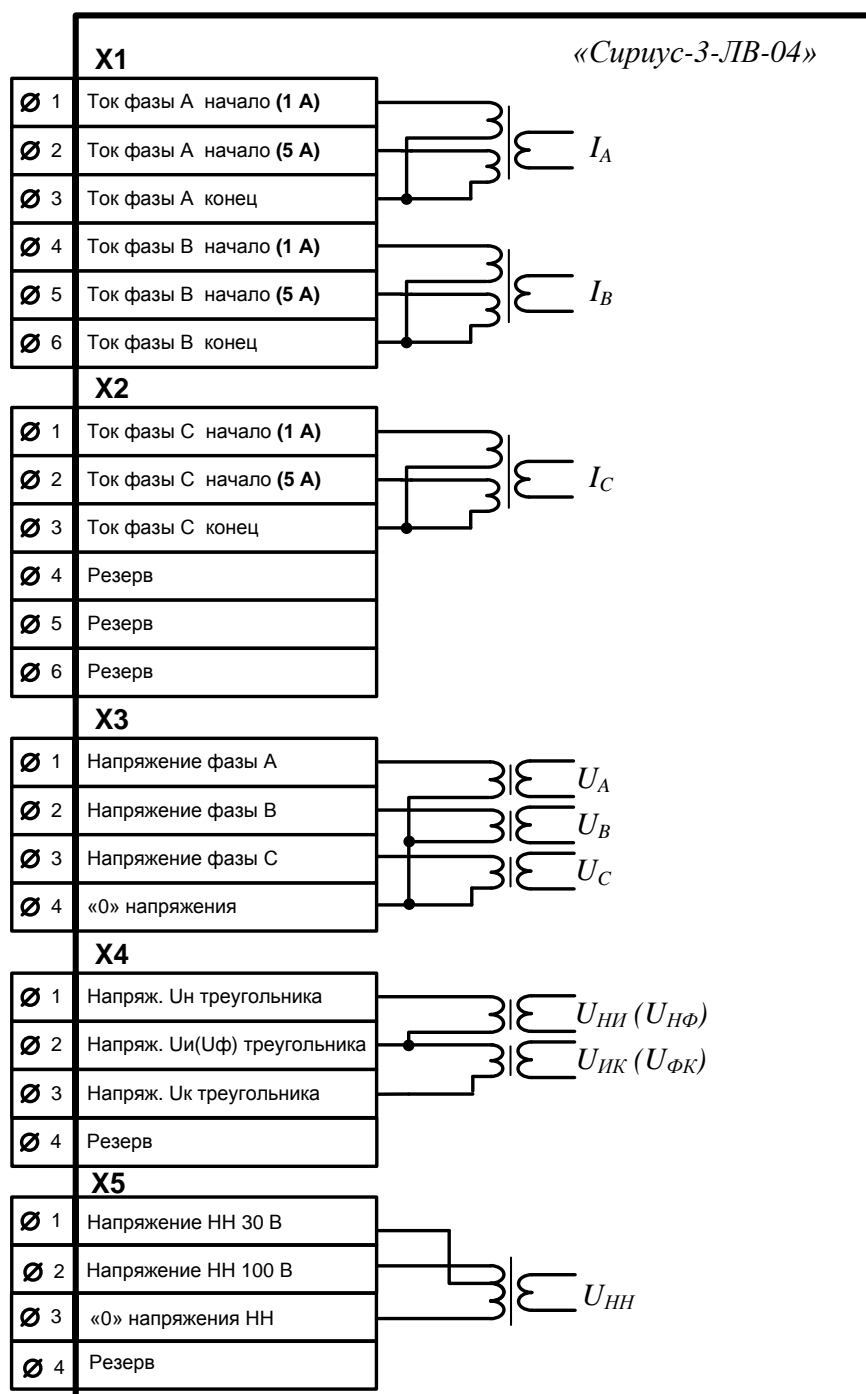 «Сириус-3-ЛВ-04»
X1
1 Ток фазы А начало (1 А)
2 Ток фазы А начало (5 А)
3 Ток фазы А конец
I_A
4 Ток фазы В начало (1 А)
5 Ток фазы В начало (5 А)
6 Ток фазы В конец
I_B
X2
1 Ток фазы С начало (1 А)
2 Ток фазы С начало (5 А)
3 Ток фазы С конец
I_C
4 Резерв
5 Резерв
6 Резерв
X3
1 Напряжение фазы А
U_A
2 Напряжение фазы В
U_B
3 Напряжение фазы С
U_C
4 «0» напряжения
X4
1 Напряж. Uн треугольника
U_НИ (U_НФ)
2 Напряж. Uи(Uф) треугольника
U_ИК (U_ФК)
3 Напряж. Uк треугольника
4 Резерв
X5
1 Напряжение НН 30 В
2 Напряжение НН 100 В
U_НН
3 «0» напряжения НН
4 Резерв